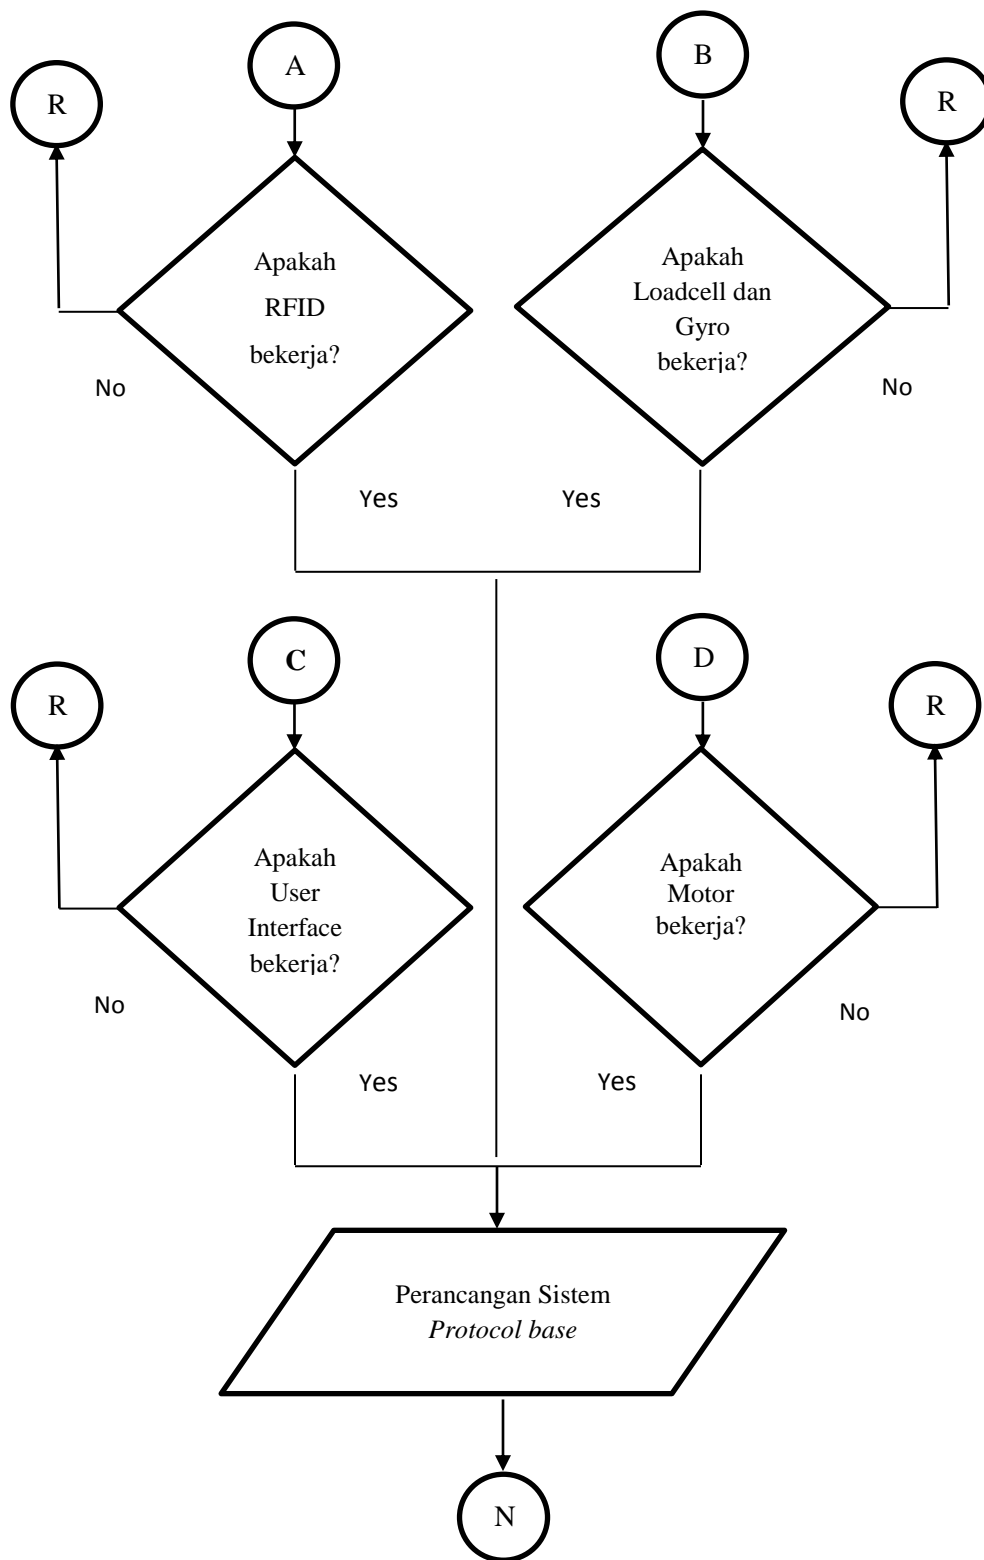 A
B
R
R
Apakah
RFID
bekerja?
Apakah
Loadcell dan
Gyro
bekerja?
No
No
Yes
Yes
C
D
R
R
Apakah
User
Interface
bekerja?
Apakah
Motor
bekerja?
No
No
Yes
Yes
Perancangan Sistem
Protocol base
N